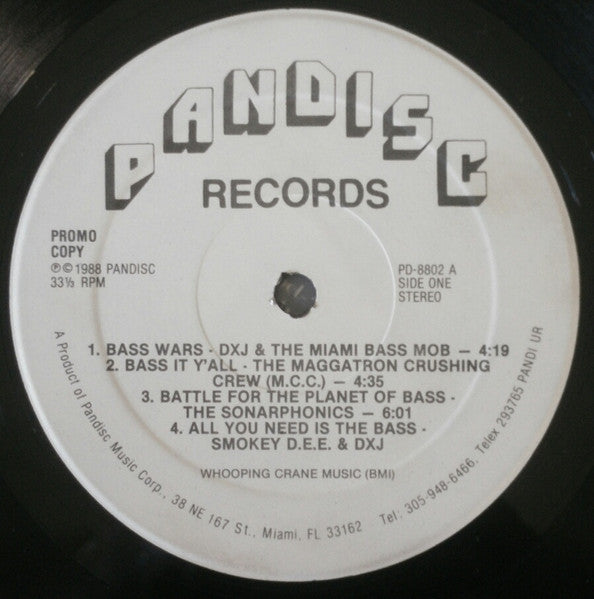 PANDISC
RECORDS
PROMO
COPY
℗©1988 PANDISC
33⅓ RPM
PD-8802 A
SIDE ONE
STEREO
1. BASS WARS - DXJ & THE MIAMI BASS MOB — 4:19
2. BASS IT Y'ALL - THE MAGGATRON CRUSHING
CREW (M.C.C.) — 4:35
3. BATTLE FOR THE PLANET OF BASS -
THE SONARPHONICS — 6:01
4. ALL YOU NEED IS THE BASS -
SMOKEY D.E.E. & DXJ
WHOOPING CRANE MUSIC (BMI)
A Product of Pandisc Music Corp., 38 NE 167 St., Miami, FL 33162 Tel: 305-948-6466, Telex 293765 PANDI UR